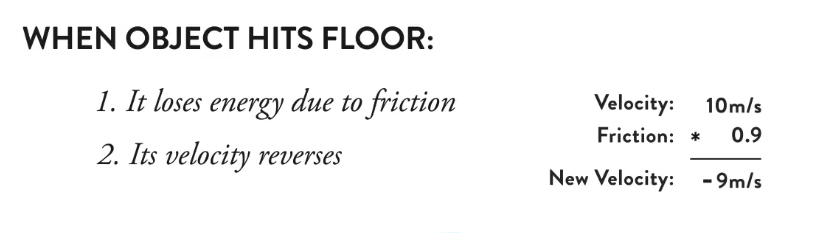 WHEN OBJECT HITS FLOOR:
1. It loses energy due to friction
2. Its velocity reverses
Velocity: 10m/s
Friction: * 0.9
New Velocity: -9m/s